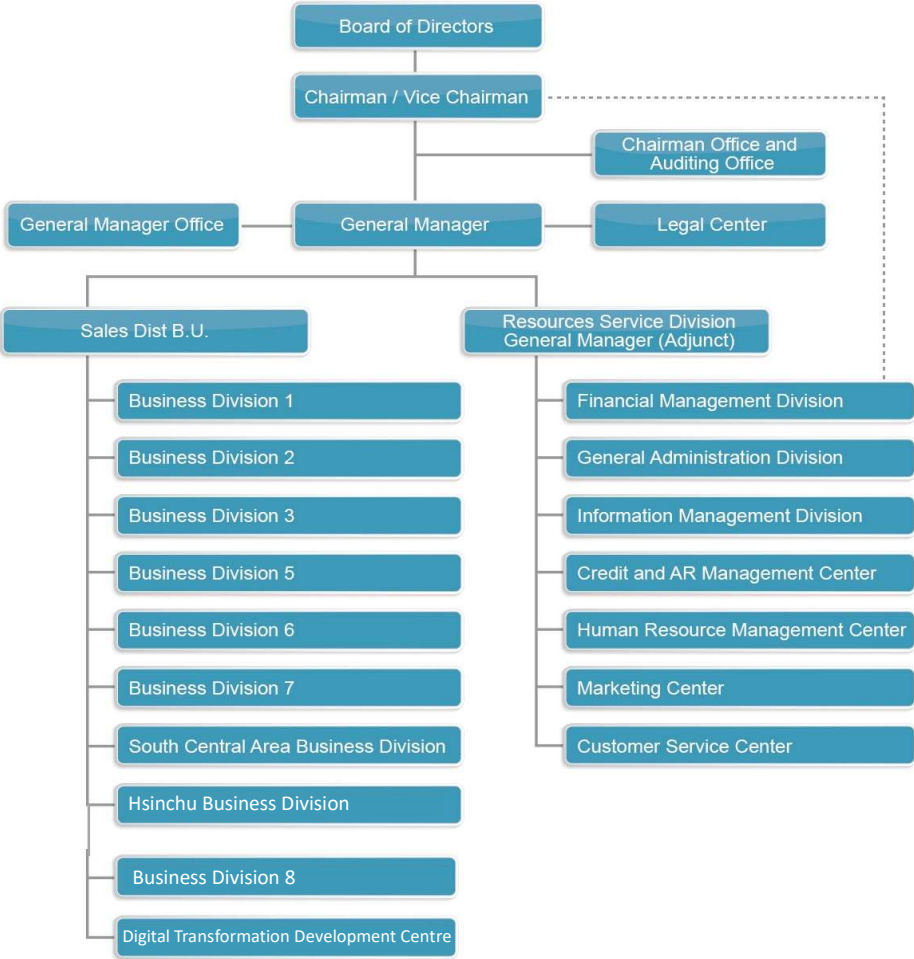 Board of Directors
Chairman / Vice Chairman
Chairman Office and
Auditing Office
General Manager Office
General Manager
Legal Center
Sales Dist B.U.
Resources Service Division
General Manager (Adjunct)
Business Division 1
Business Division 2
Business Division 3
Business Division 5
Business Division 6
Business Division 7
South Central Area Business Division
Hsinchu Business Division
Business Division 8
Digital Transformation Development Centre
Financial Management Division
General Administration Division
Information Management Division
Credit and AR Management Center
Human Resource Management Center
Marketing Center
Customer Service Center